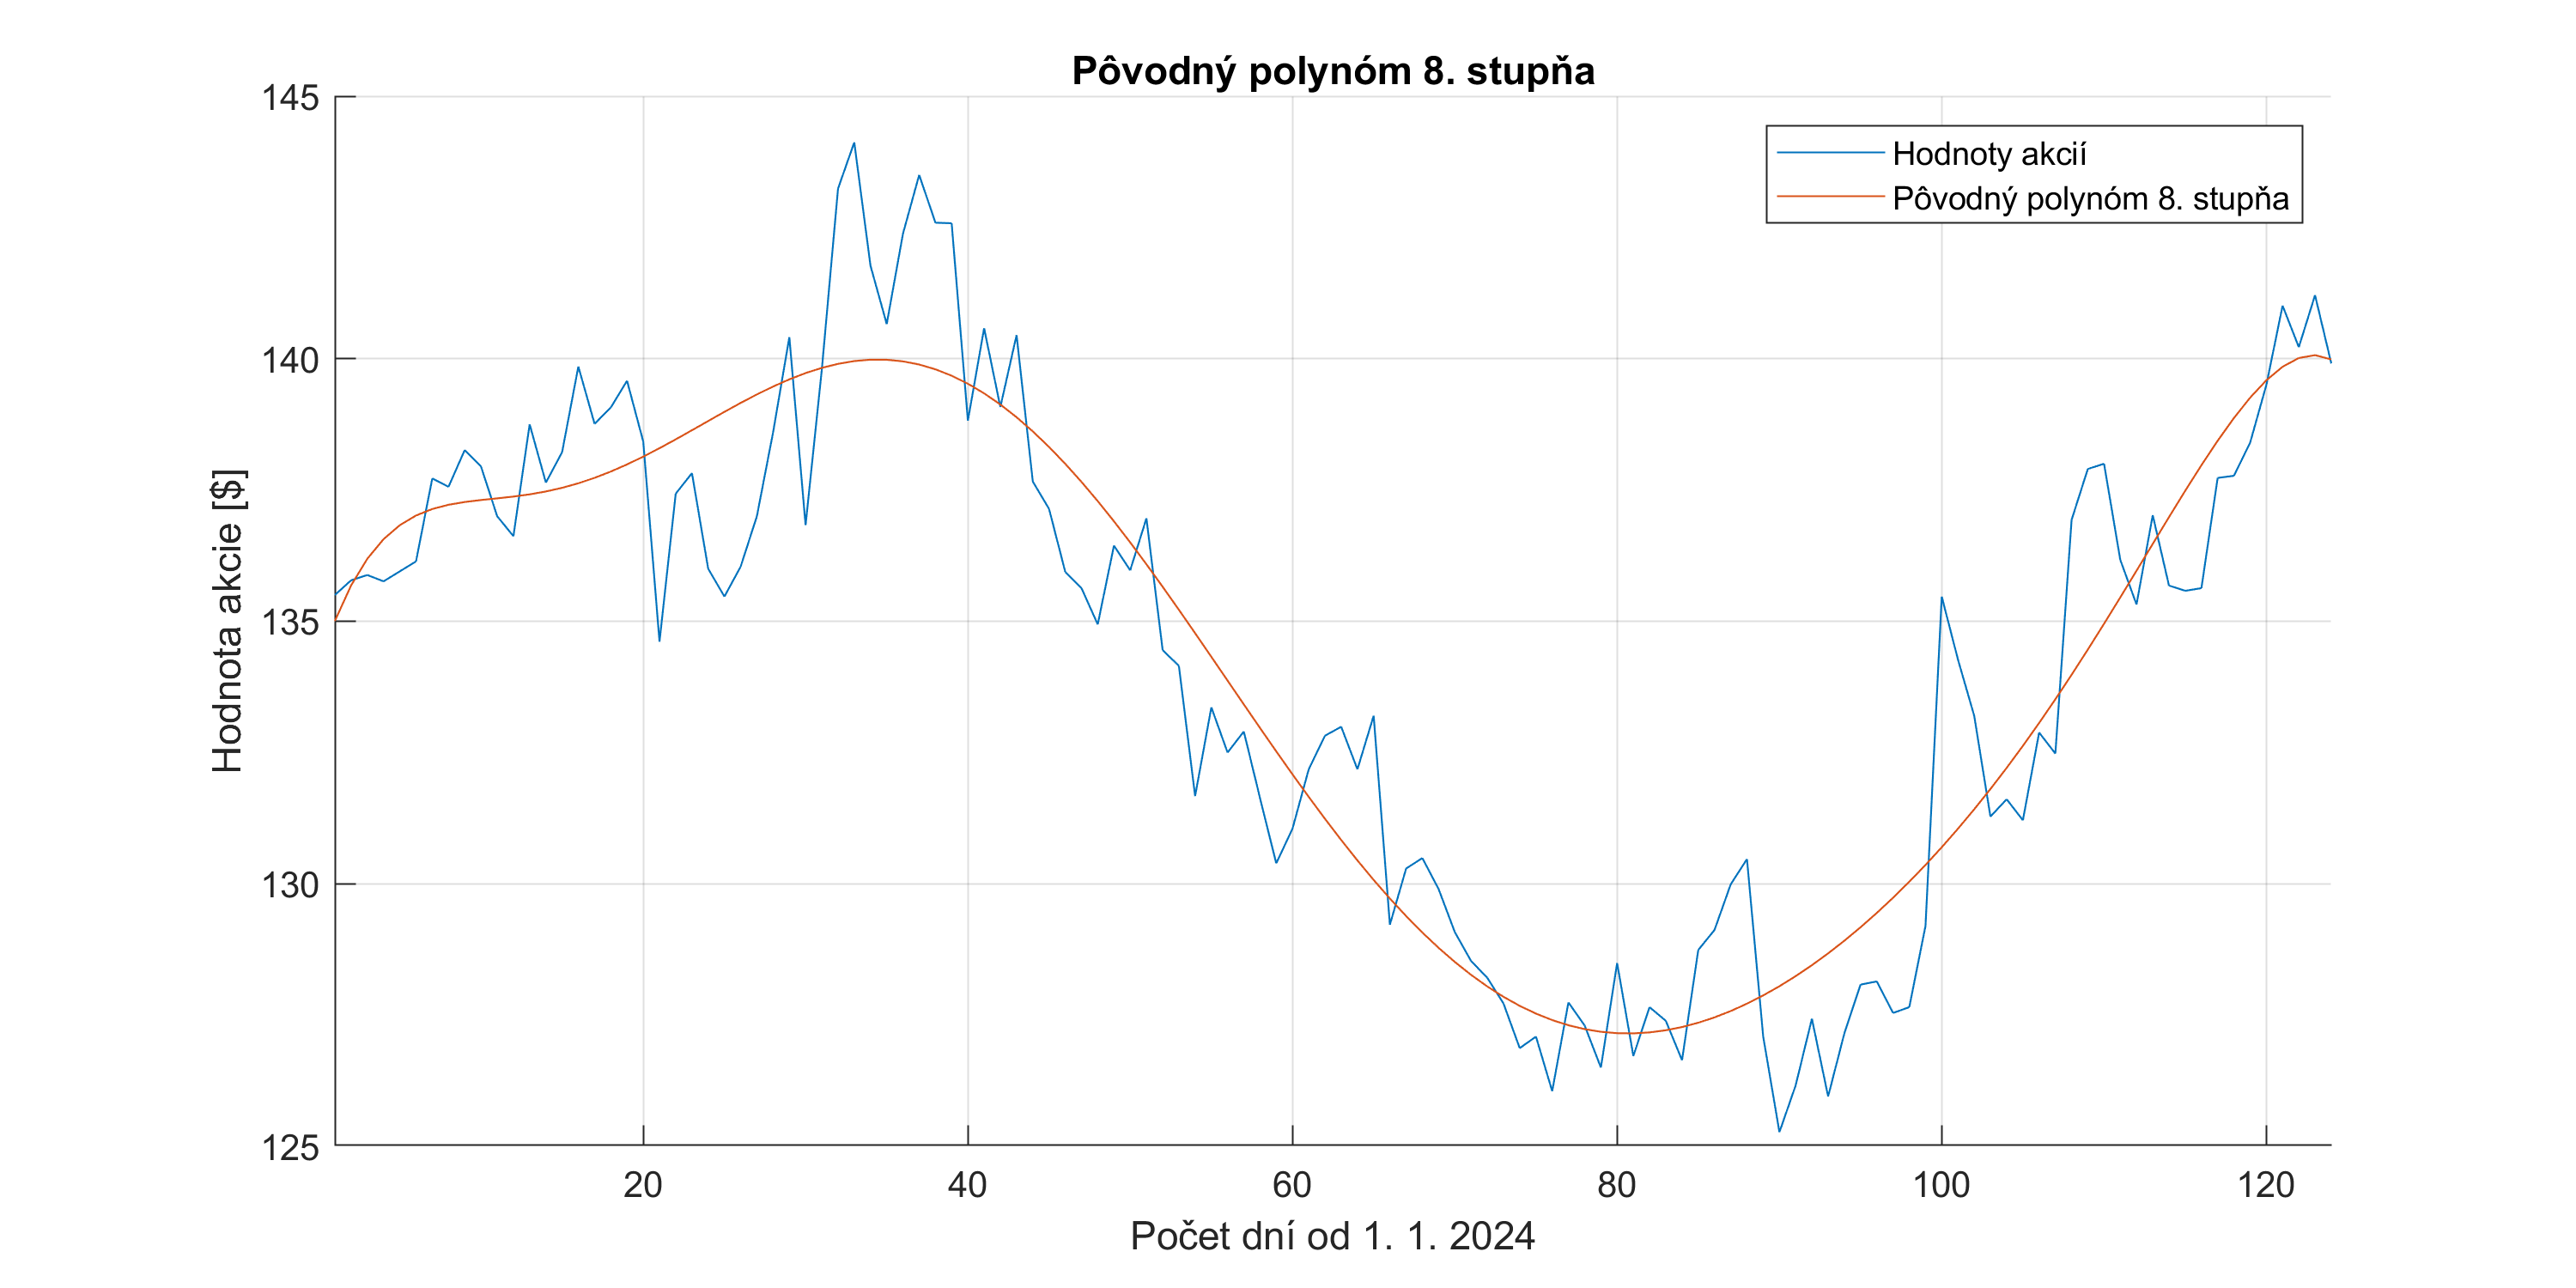 Pôvodný polynóm 8. stupňa
145
140
135
130
125
Hodnota akcie [$]
Hodnoty akcií
Pôvodný polynóm 8. stupňa
20 40 60 80 100 120
Počet dní od 1. 1. 2024